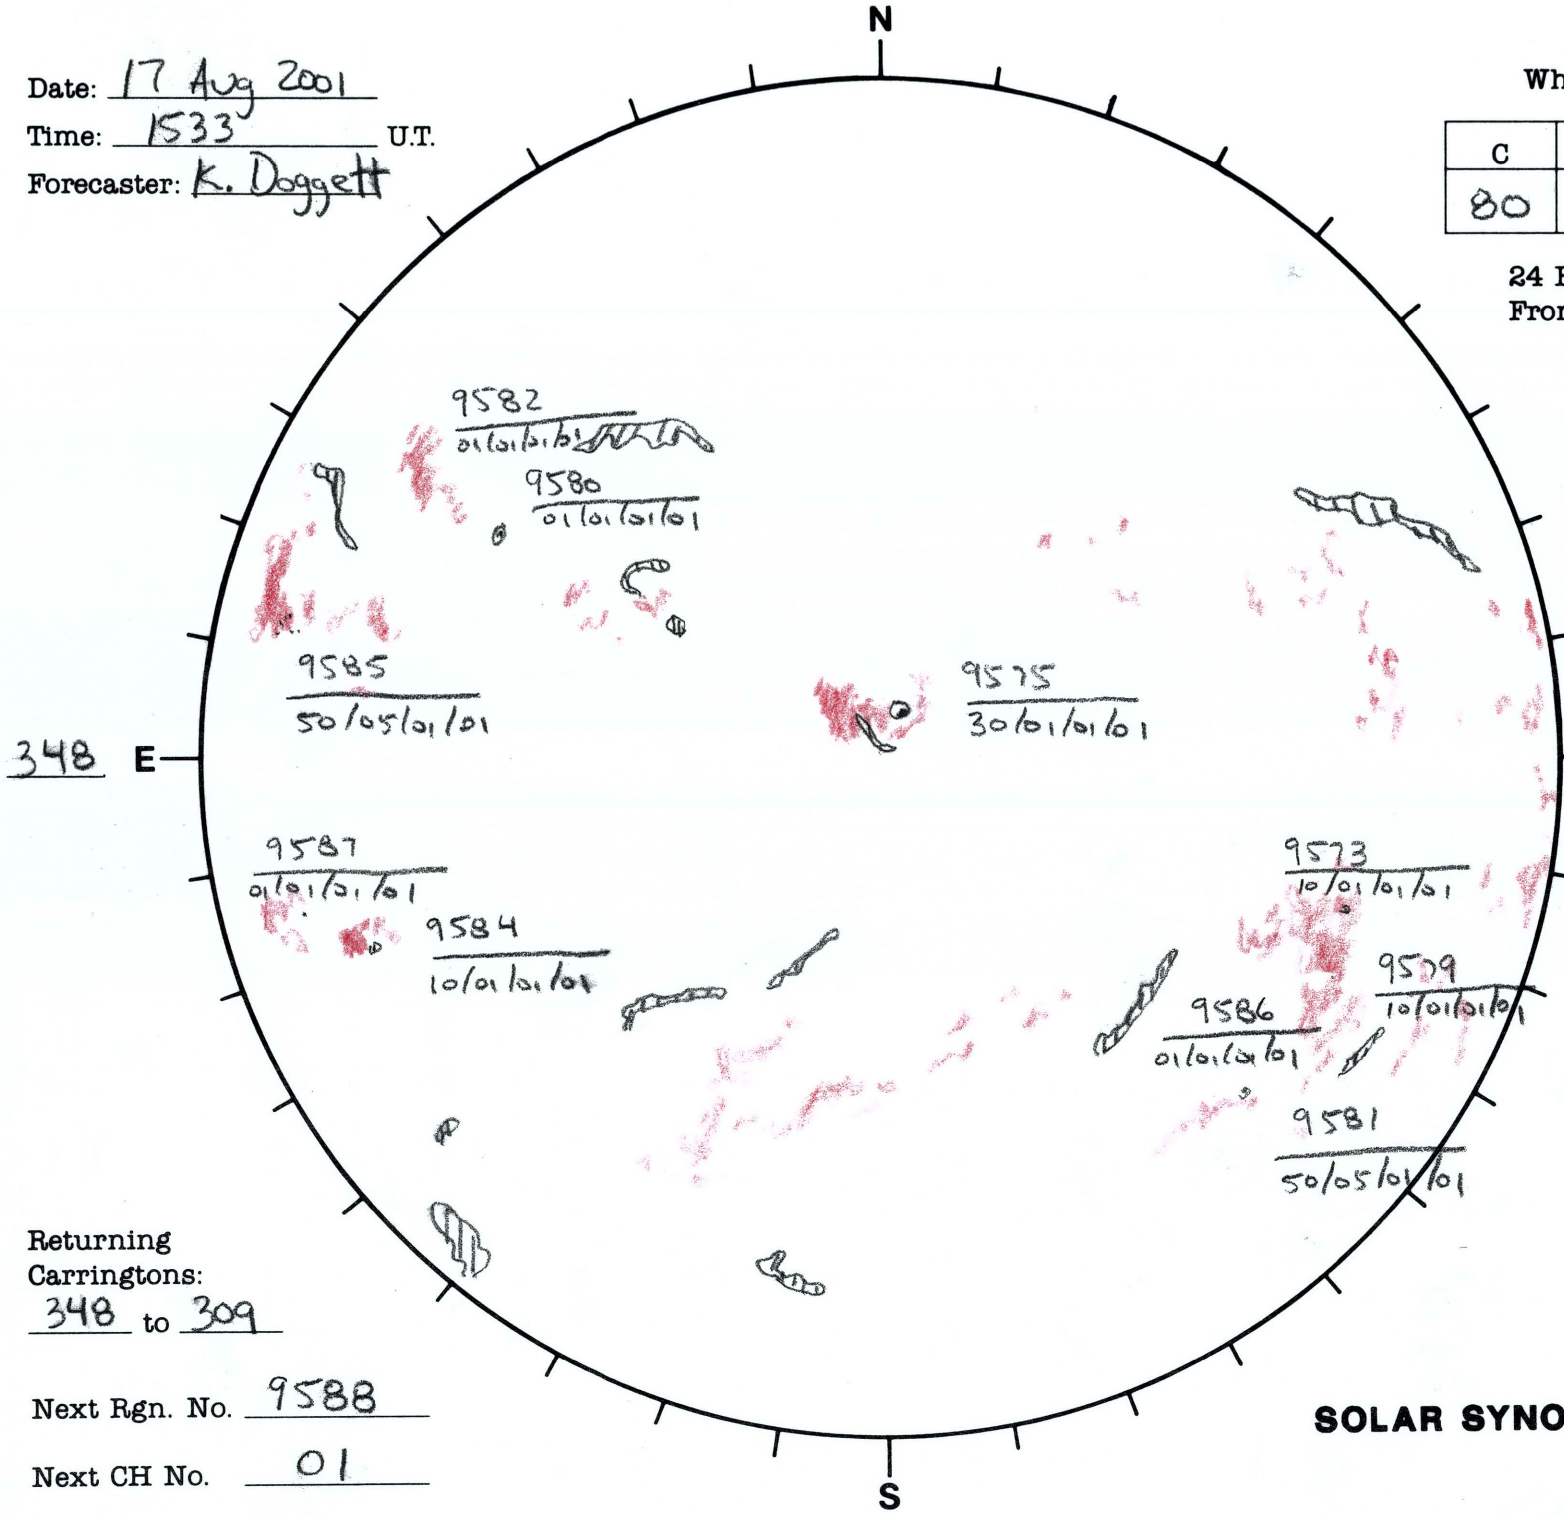 N
Date: 17 Aug 2001
Time: 1533 U.T.
Forecaster: K. Doggett
Wh
C
80
24 H
From
9582
01/01/01/01
9580
01/01/01/01
9585
50/05/01/01
9575
30/01/01/01
348 E
9587
01/01/01/01
9584
10/01/01/01
9573
10/01/01/01
9579
10/01/01/01
9586
01/01/01/01
9581
50/05/01/01
Returning
Carringtons:
348 to 309
Next Rgn. No. 9588
Next CH No. 01
SOLAR SYNO
S